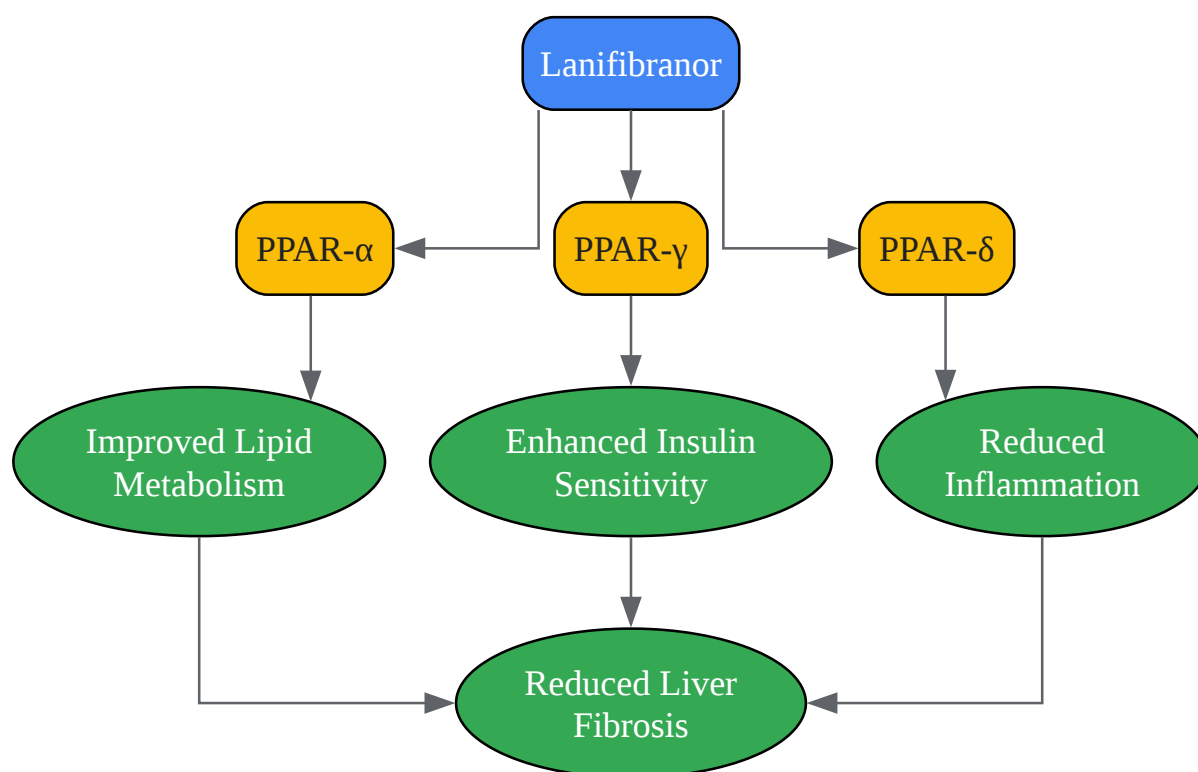 Lanifibranor
PPAR-α
PPAR-γ
PPAR-δ
Improved Lipid
Metabolism
Enhanced Insulin
Sensitivity
Reduced
Inflammation
Reduced Liver
Fibrosis